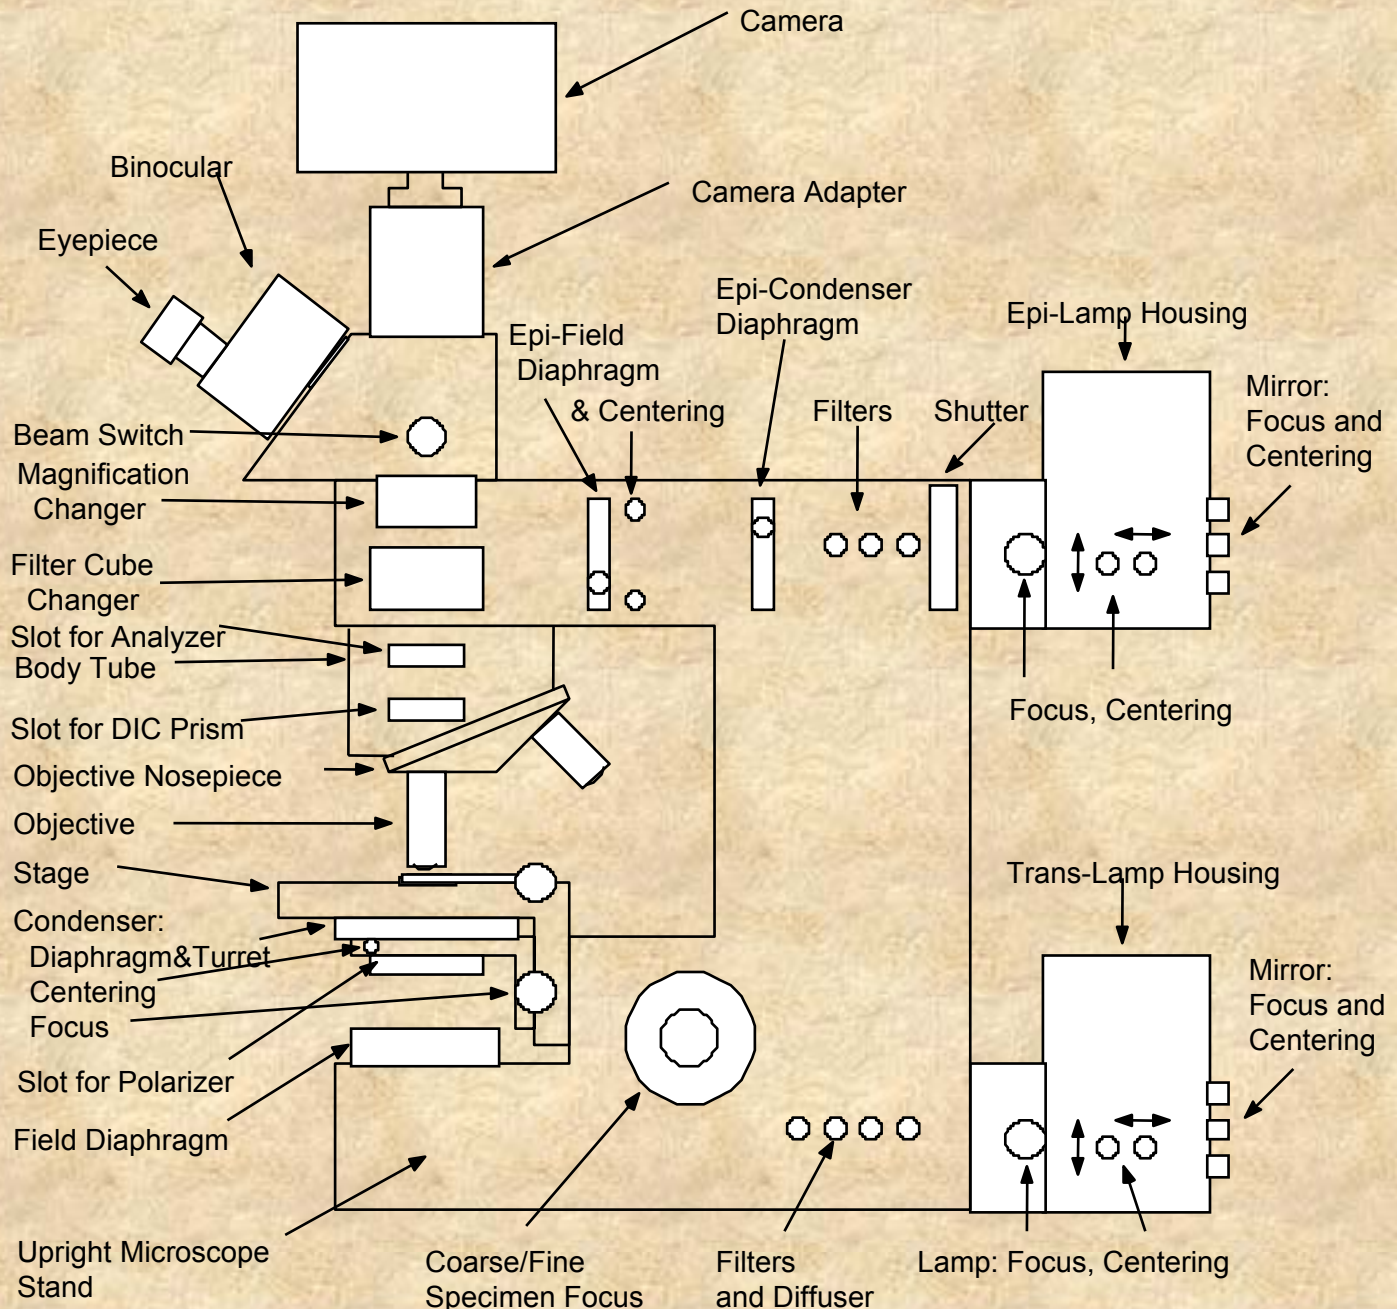 Camera
Binocular
Camera Adapter
Eyepiece
Epi-Condenser
Diaphragm
Epi-Lamp Housing
Epi-Field
Diaphragm
& Centering
Filters
Shutter
Mirror:
Focus and
Centering
Beam Switch
Magnification
Changer
Filter Cube
Changer
Slot for Analyzer
Body Tube
Slot for DIC Prism
Focus, Centering
Objective Nosepiece
Objective
Stage
Trans-Lamp Housing
Condenser:
Diaphragm&Turret
Centering
Focus
Mirror:
Focus and
Centering
Slot for Polarizer
Field Diaphragm
Upright Microscope
Stand
Coarse/Fine
Specimen Focus
Filters
and Diffuser
Lamp: Focus, Centering